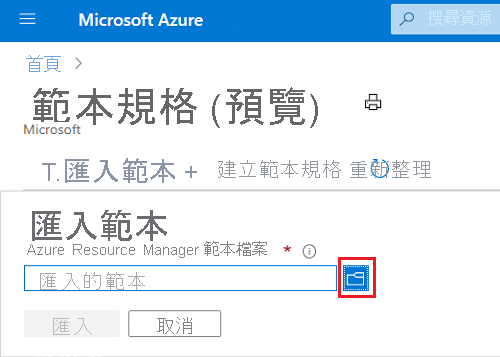 Microsoft Azure
搜尋資源
首頁
範本規格 (預覽)
Microsoft
T.匯入範本 + 建立範本規格 重新整理
匯入範本
Azure Resource Manager 範本檔案 *
匯入的範本
匯入 取消